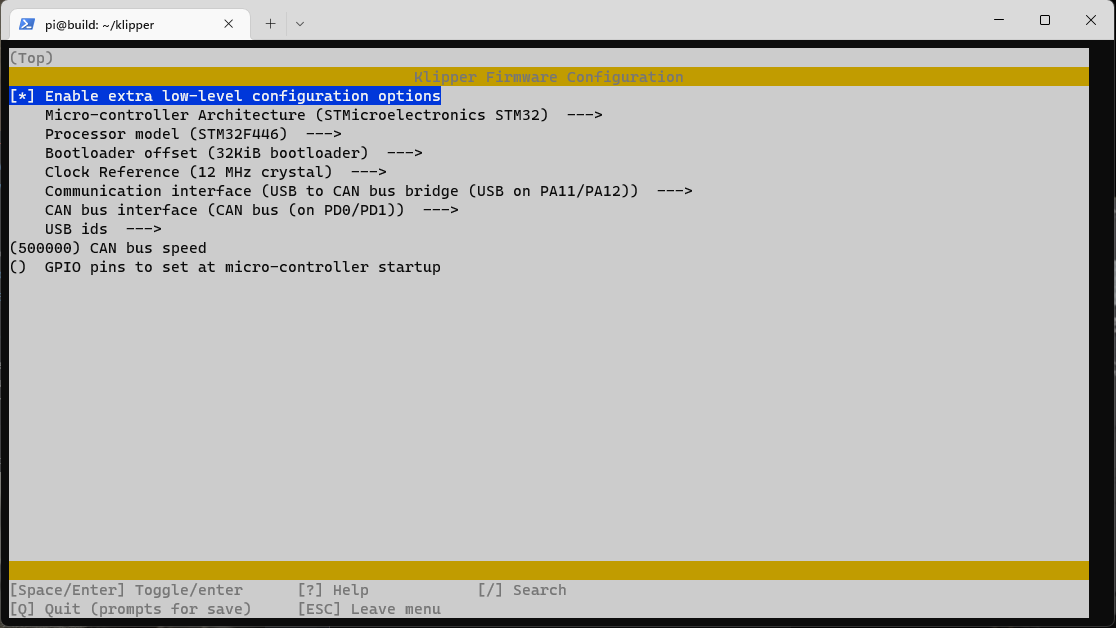 pi@build: ~/klipper
(Top)
Klipper Firmware Configuration
[*] Enable extra low-level configuration options
Micro-controller Architecture (STMicroelectronics STM32)  --->
Processor model (STM32F446)  --->
Bootloader offset (32KiB bootloader)  --->
Clock Reference (12 MHz crystal)  --->
Communication interface (USB to CAN bus bridge (USB on PA11/PA12))  --->
CAN bus interface (CAN bus (on PD0/PD1))  --->
USB ids  --->
(500000) CAN bus speed
()  GPIO pins to set at micro-controller startup
[Space/Enter] Toggle/enter      [?] Help            [/] Search
[Q] Quit (prompts for save)     [ESC] Leave menu